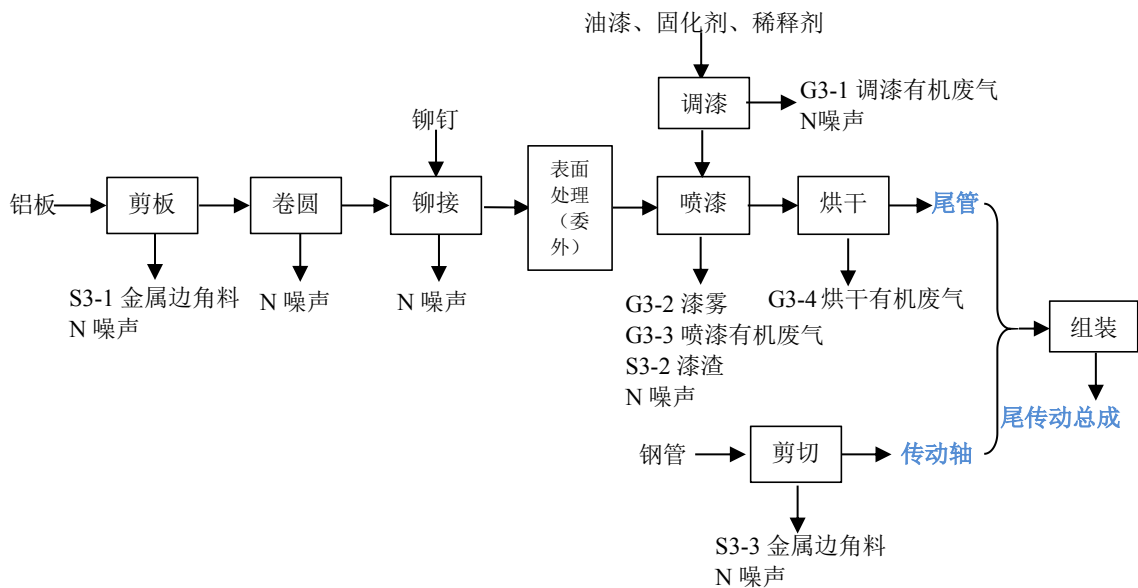 油漆、固化剂、稀释剂
调漆
G3-1 调漆有机废气
N噪声
铆钉
铝板
剪板
卷圆
铆接
表面
处理
（委
外）
喷漆
烘干
尾管
S3-1 金属边角料
N 噪声
N 噪声
N 噪声
G3-2 漆雾
G3-3 喷漆有机废气
S3-2 漆渣
N 噪声
G3-4 烘干有机废气
组装
尾传动总成
钢管
剪切
传动轴
S3-3 金属边角料
N 噪声